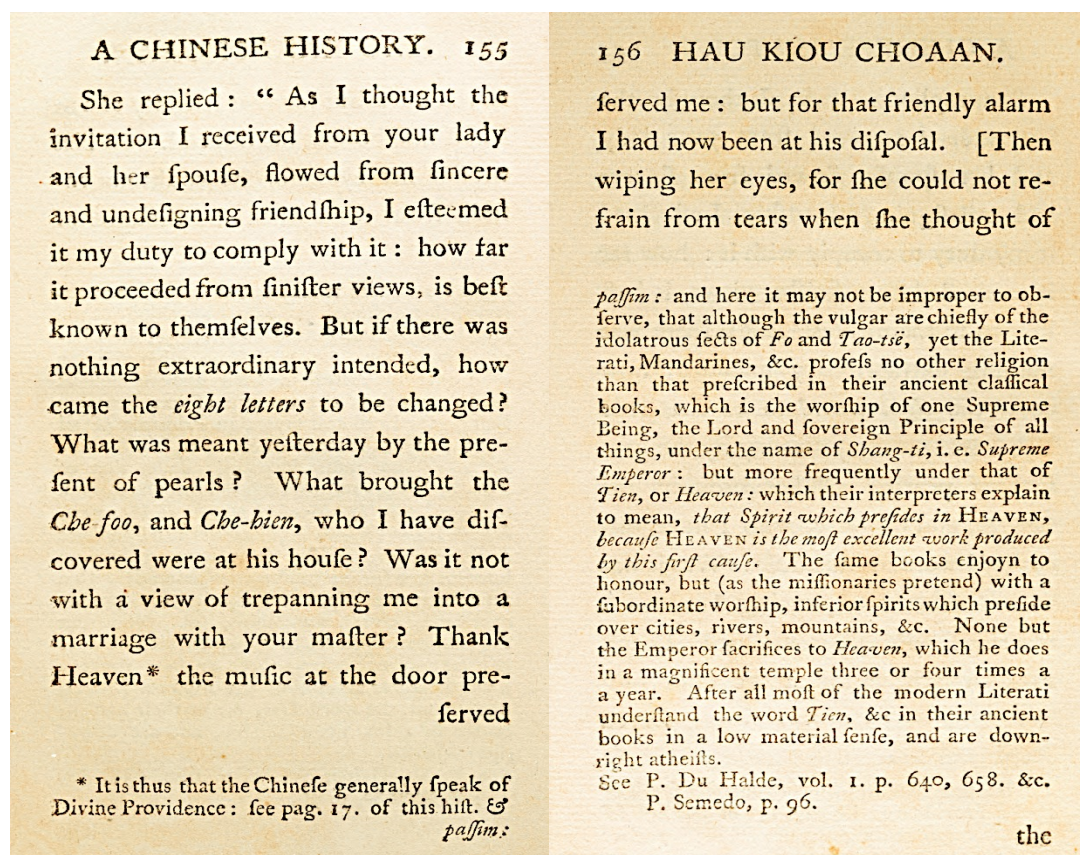 A CHINESE HISTORY. 155
She replied : “ As I thought the
invitation I received from your lady
and her ſpouſe, flowed from ſincere
and undeſigning friendſhip, I eſteemed
it my duty to comply with it : how far
it proceeded from ſiniſter views, is beſt
known to themſelves. But if there was
nothing extraordinary intended, how
came the eight letters to be changed?
What was meant yeſterday by the pre-
ſent of pearls ? What brought the
Che-foo, and Che-hien, who I have diſ-
covered were at his houſe ? Was it not
with a view of trepanning me into a
marriage with your maſter ? Thank
Heaven* the muſic at the door pre-
ſerved
* It is thus that the Chineſe generally ſpeak of
Divine Providence : ſee pag. 17. of this hiſt. &
paſſim :
156 HAU KÍOU CHOAAN.
ſerved me : but for that friendly alarm
I had now been at his diſpoſal. [Then
wiping her eyes, for ſhe could not re-
frain from tears when ſhe thought of
paſſim : and here it may not be improper to ob-
ſerve, that although the vulgar are chiefly of the
idolatrous ſects of Fo and Tao-tsë, yet the Lite-
rati, Mandarines, &c. profeſs no other religion
than that preſcribed in their ancient claſſical
books, which is the worſhip of one Supreme
Being, the Lord and ſovereign Principle of all
things, under the name of Shang-ti, i. e. Supreme
Emperor : but more frequently under that of
Tien, or Heaven : which their interpreters explain
to mean, that Spirit which preſides in HEAVEN,
becauſe HEAVEN is the moſt excellent work produced
by this firſt cauſe. The ſame books enjoyn to
honour, but (as the miſſionaries pretend) with a
ſubordinate worſhip, inferior ſpirits which preſide
over cities, rivers, mountains, &c. None but
the Emperor ſacrifices to Heaven, which he does
in a magnificent temple three or four times a
a year. After all moſt of the modern Literati
underſtand the word Tien, &c in their ancient
books in a low material ſenſe, and are down-
right atheiſts.
See P. Du Halde, vol. 1. p. 640, 658. &c.
P. Semedo, p. 96.
the